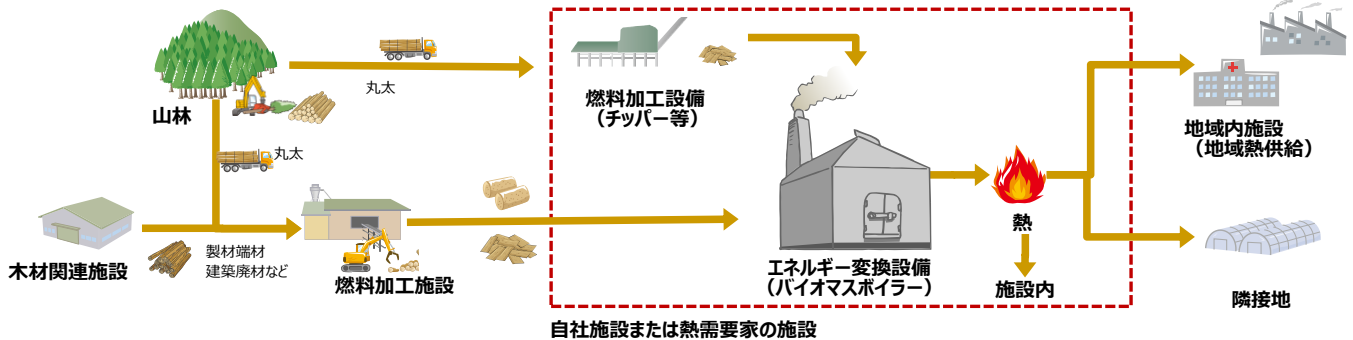 丸太
燃料加工設備
（チッパー等）
山林
地域内施設
（地域熱供給）
丸太
熱
製材端材
建築廃材など
木材関連施設
燃料加工施設
エネルギー変換設備
（バイオマスボイラー）
施設内
隣接地
自社施設または熱需要家の施設